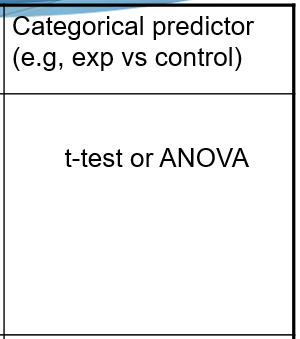 Categorical predictor
(e.g, exp vs control)
t-test or ANOVA